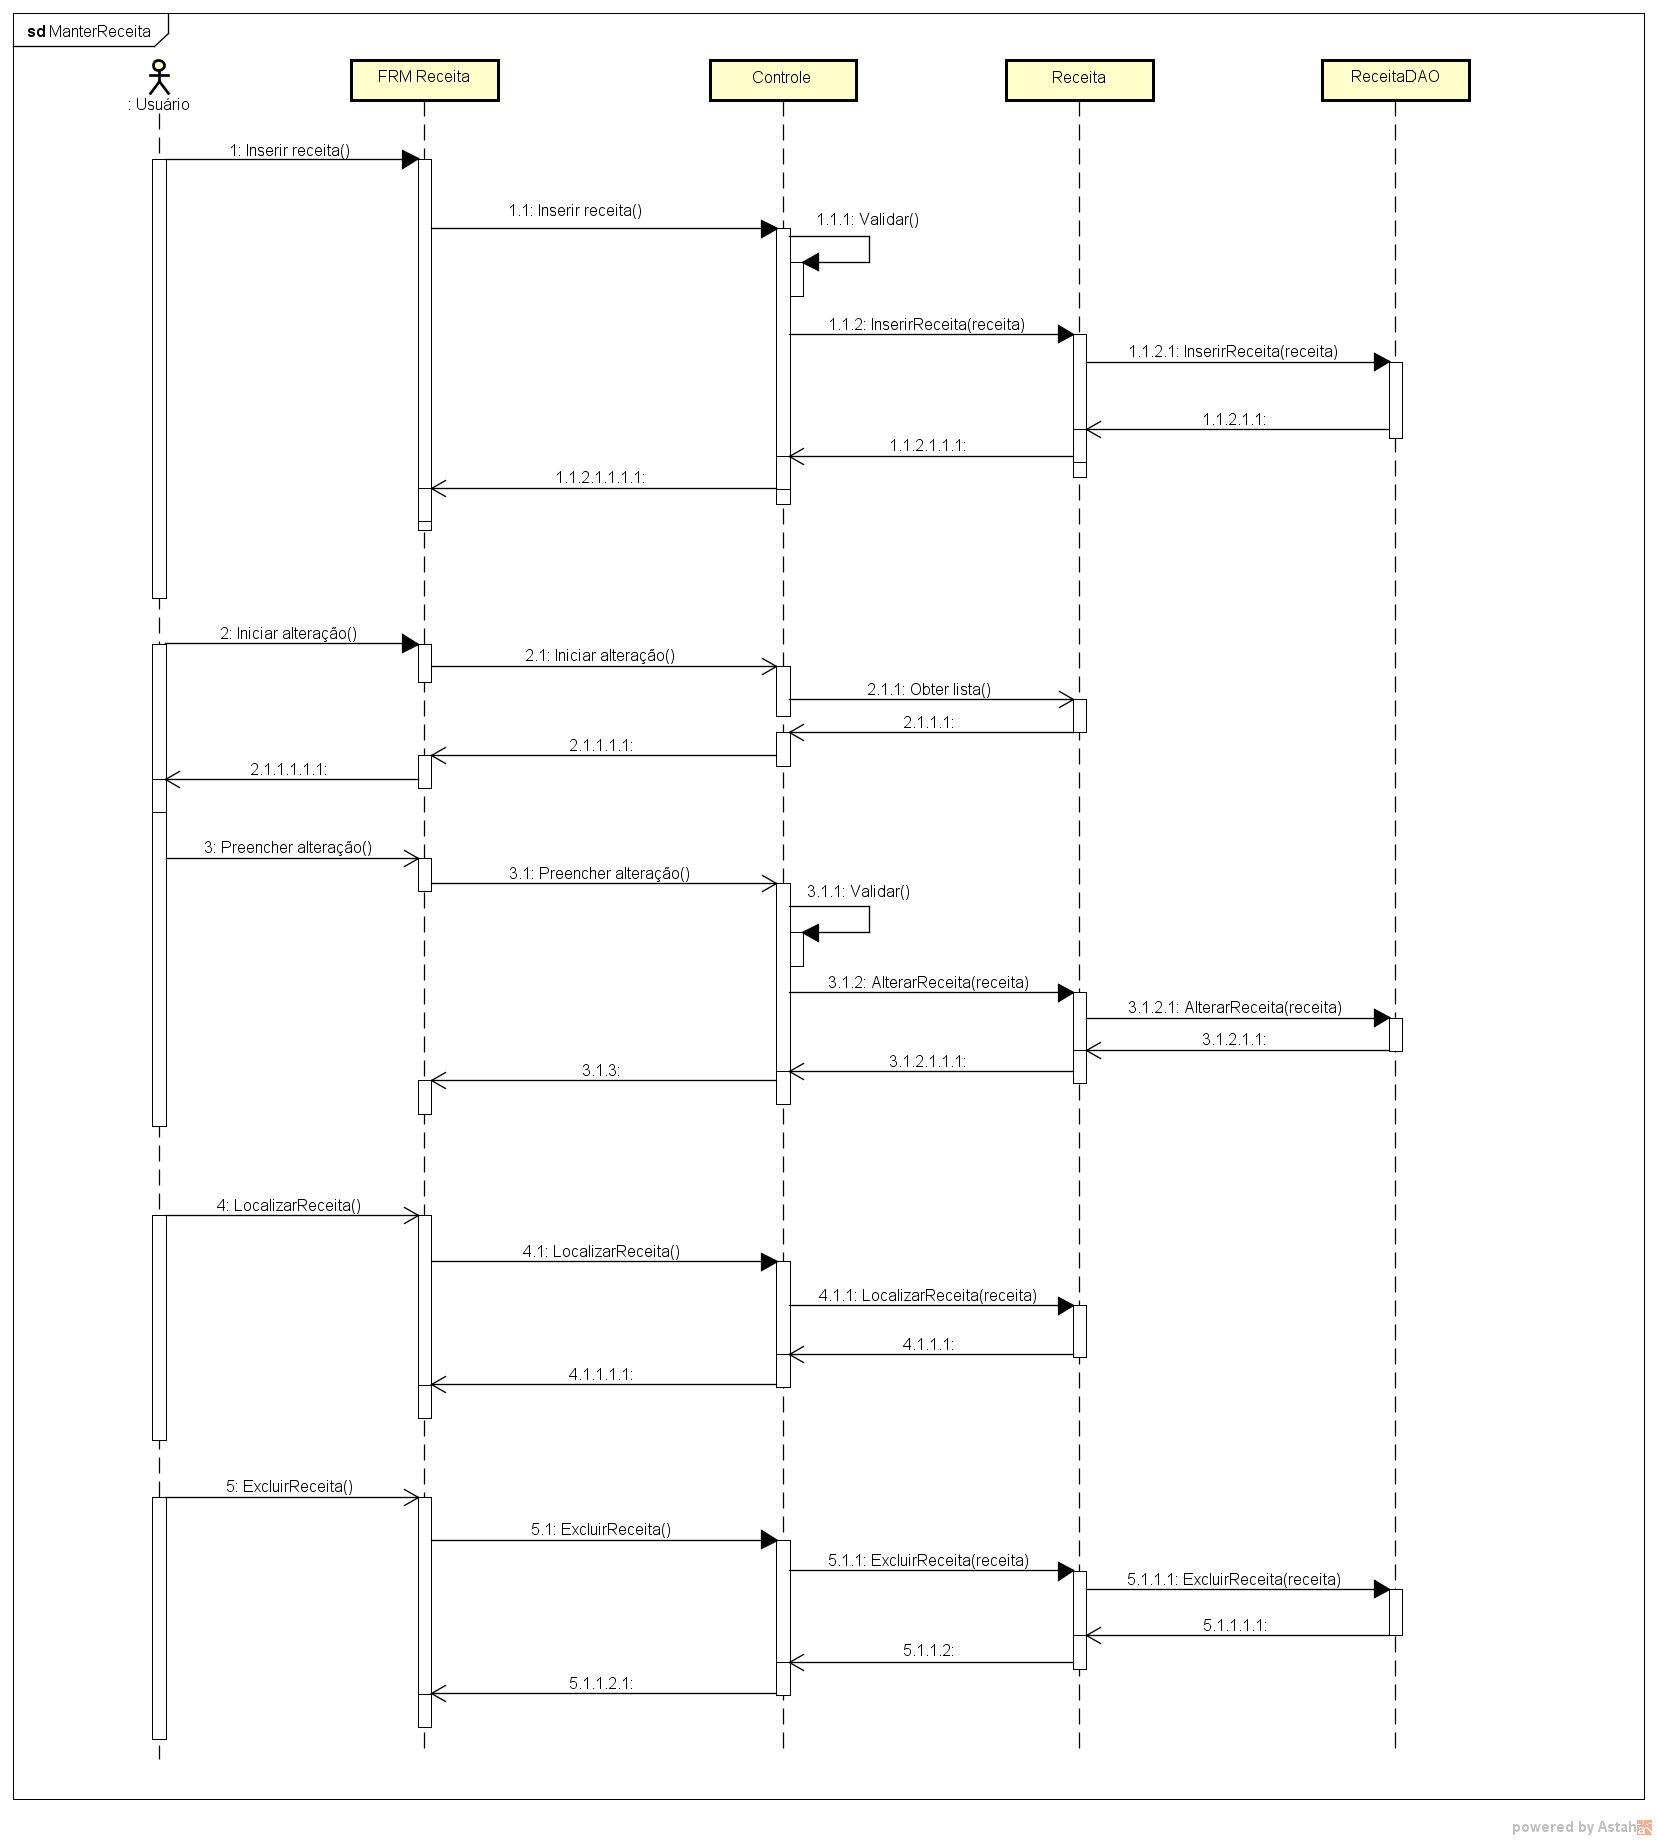 sd ManterReceita
: Usuário
FRM Receita
Controle
Receita
ReceitaDAO
1: Inserir receita()
1.1: Inserir receita()
1.1.1: Validar()
1.1.2: InserirReceita(receita)
1.1.2.1: InserirReceita(receita)
1.1.2.1.1:
1.1.2.1.1.1:
1.1.2.1.1.1.1:
2: Iniciar alteração()
2.1: Iniciar alteração()
2.1.1: Obter lista()
2.1.1.1:
2.1.1.1.1:
2.1.1.1.1.1:
3: Preencher alteração()
3.1: Preencher alteração()
3.1.1: Validar()
3.1.2: AlterarReceita(receita)
3.1.2.1: AlterarReceita(receita)
3.1.2.1.1:
3.1.2.1.1.1:
3.1.3:
4: LocalizarReceita()
4.1: LocalizarReceita()
4.1.1: LocalizarReceita(receita)
4.1.1.1:
4.1.1.1.1:
5: ExcluirReceita()
5.1: ExcluirReceita()
5.1.1: ExcluirReceita(receita)
5.1.1.1: ExcluirReceita(receita)
5.1.1.1.1:
5.1.1.2:
5.1.1.2.1:
powered by Astah